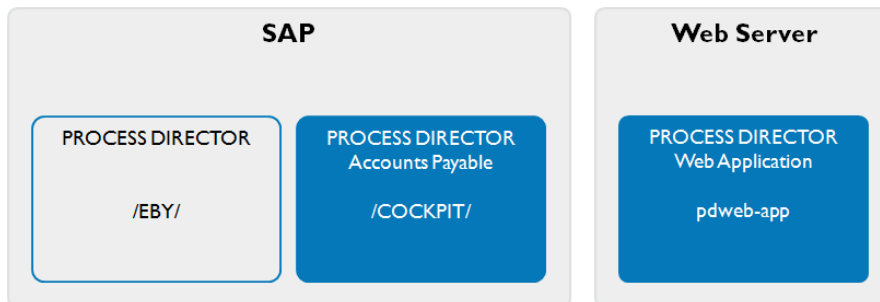 SAP
PROCESS DIRECTOR
/EBY/
PROCESS DIRECTOR
Accounts Payable
/COCKPIT/
Web Server
PROCESS DIRECTOR
Web Application
pdweb-app